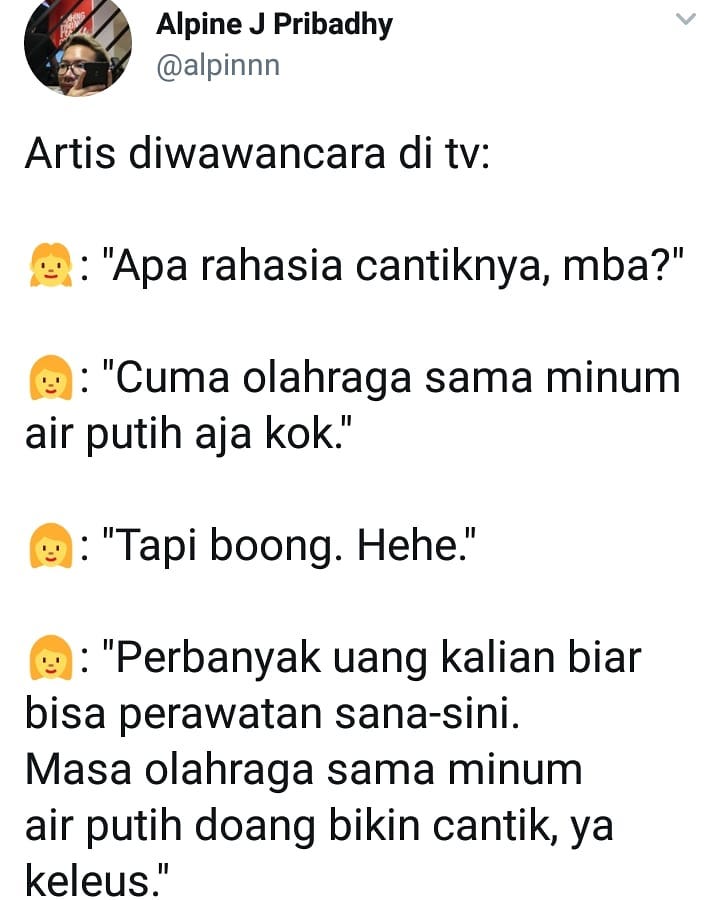 Alpine J Pribadhy
@alpinnn
Artis diwawancara di tv:
👧: "Apa rahasia cantiknya, mba?"
👩: "Cuma olahraga sama minum
air putih aja kok."
👩: "Tapi boong. Hehe."
👩: "Perbanyak uang kalian biar
bisa perawatan sana-sini.
Masa olahraga sama minum
air putih doang bikin cantik, ya
keleus."